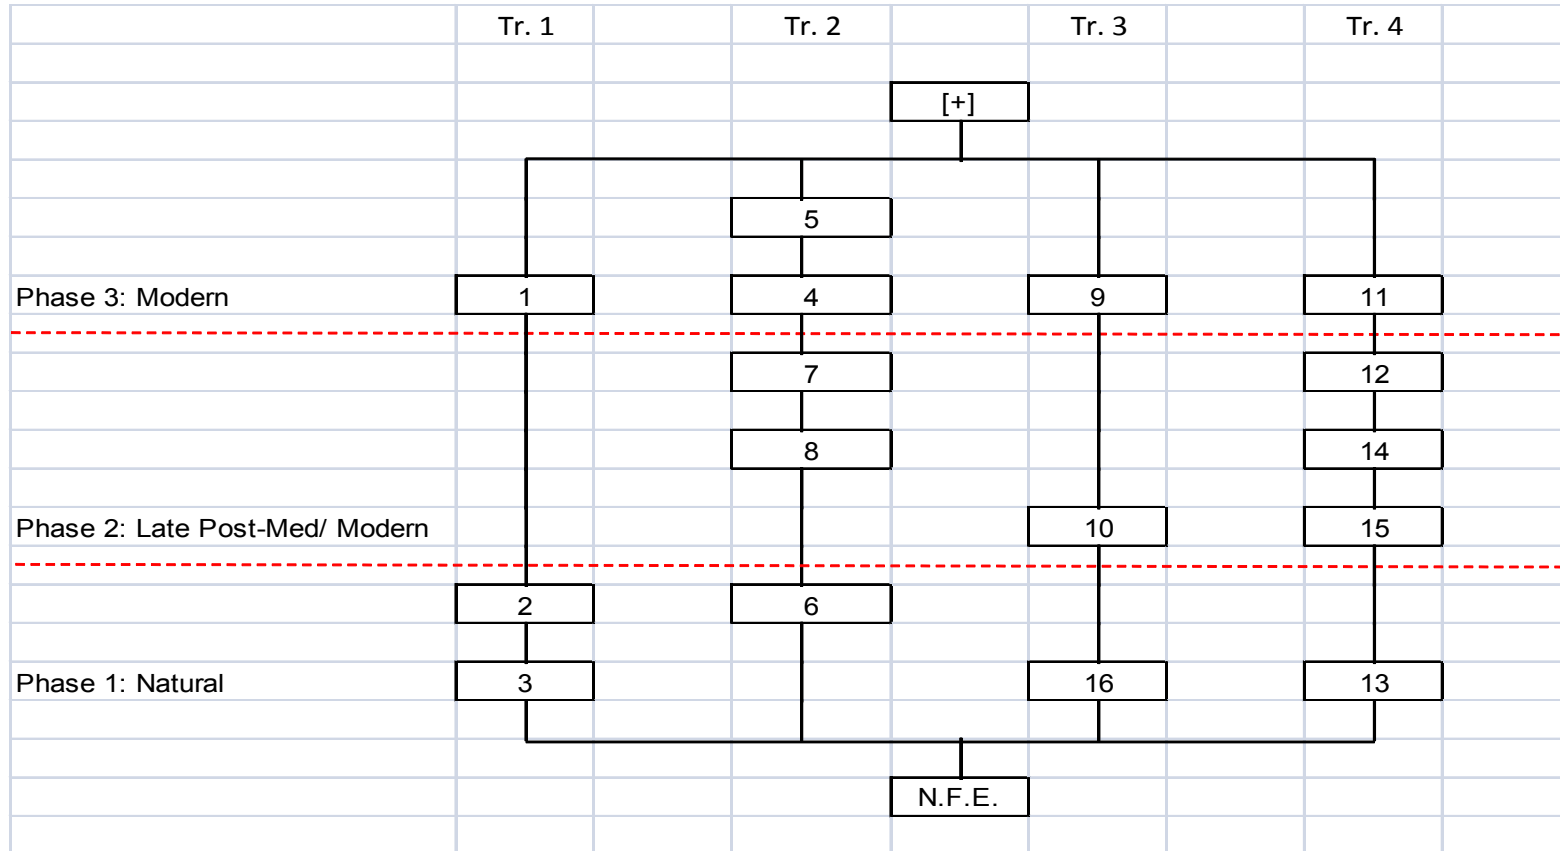 Tr. 1 Tr. 2 Tr. 3 Tr. 4
[+]
5
Phase 3: Modern 1 4 9 11
7 12
8 14
Phase 2: Late Post-Med/ Modern 10 15
2 6
Phase 1: Natural 3 16 13
N.F.E.